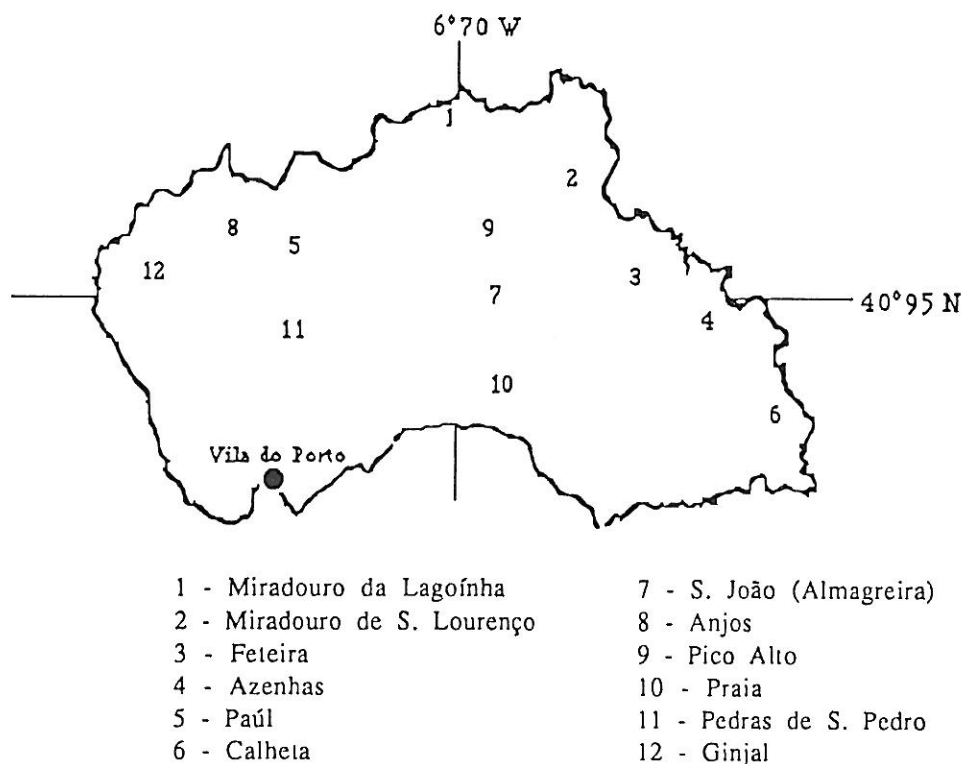 6°70 W
1
2
8
9
5
12
3
7
40°95 N
4
11
10
6
Vila do Porto
1 - Miradouro da Lagoínha
2 - Miradouro de S. Lourenço
3 - Feteira
4 - Azenhas
5 - Paúl
6 - Calheta
7 - S. João (Almagreira)
8 - Anjos
9 - Pico Alto
10 - Praia
11 - Pedras de S. Pedro
12 - Ginjal